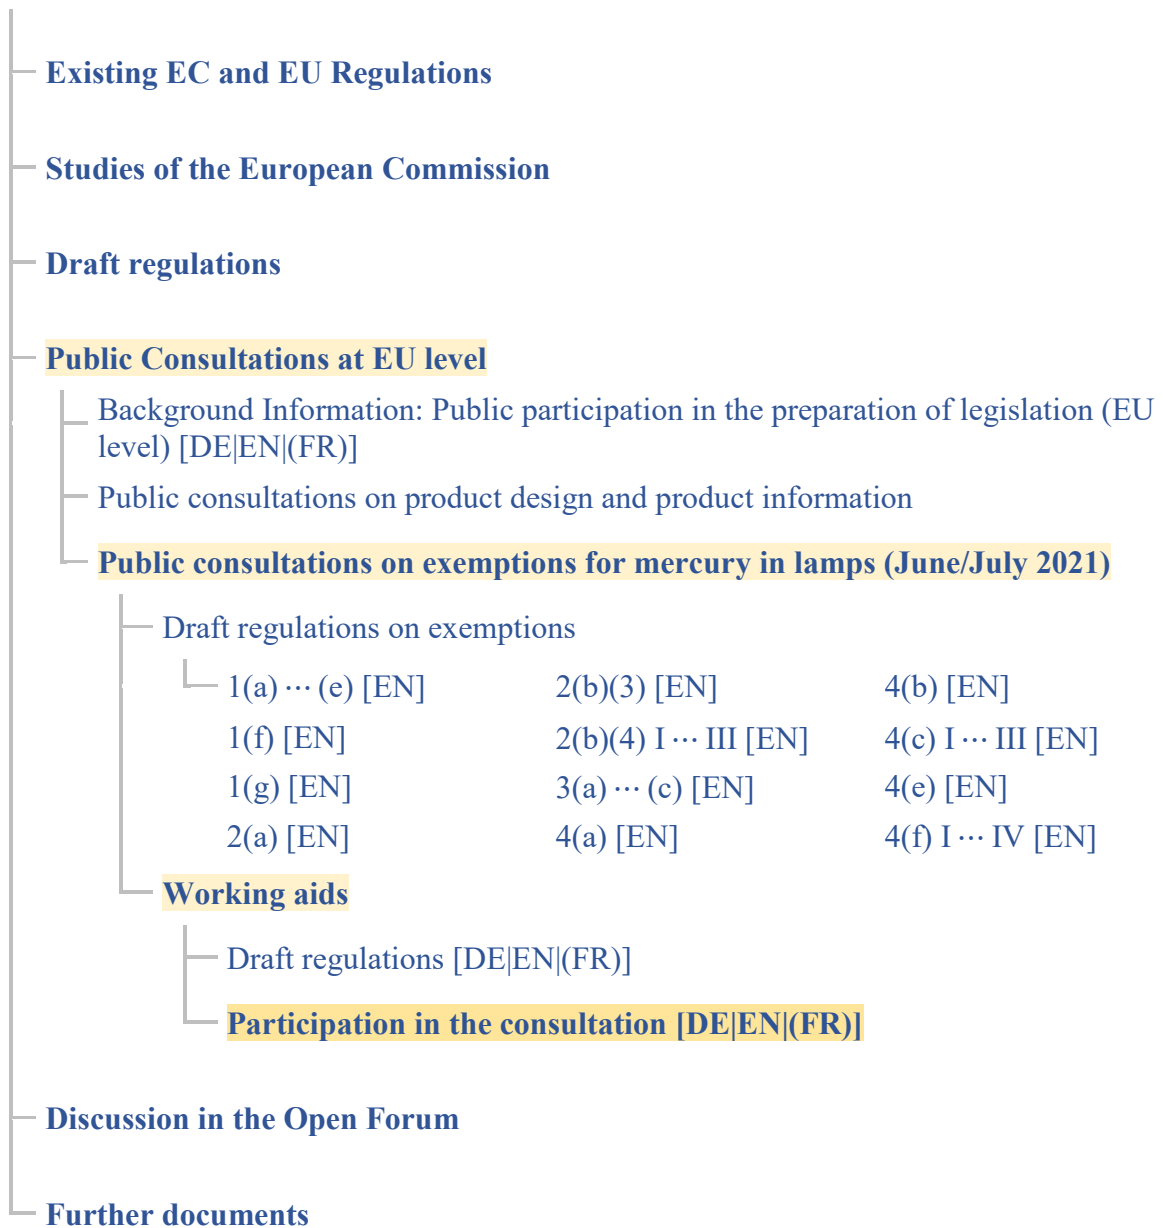 Existing EC and EU Regulations
Studies of the European Commission
Draft regulations
Public Consultations at EU level
Background Information: Public participation in the preparation of legislation (EU
level) [DE|EN|(FR)]
Public consultations on product design and product information
Public consultations on exemptions for mercury in lamps (June/July 2021)
Draft regulations on exemptions
1(a) ··· (e) [EN] 2(b)(3) [EN] 4(b) [EN]
1(f) [EN] 2(b)(4) I ··· III [EN] 4(c) I ··· III [EN]
1(g) [EN] 3(a) ··· (c) [EN] 4(e) [EN]
2(a) [EN] 4(a) [EN] 4(f) I ··· IV [EN]
Working aids
Draft regulations [DE|EN|(FR)]
Participation in the consultation [DE|EN|(FR)]
Discussion in the Open Forum
Further documents